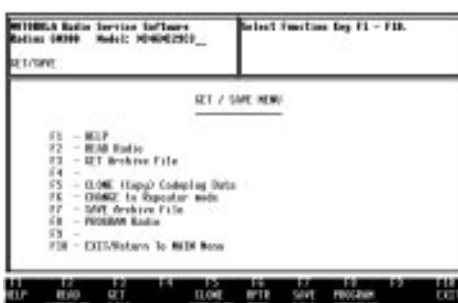 MOTOROLA Radio Service Software
Radius GM300 Model:
Select Function Key F1 - F10.
GET/SAVE
GET / SAVE MENU
F1 - HELP
F2 - READ Radio
F3 - GET Archive File
F4 -
F5 - CLONE (Copy) Codeplug Data
F6 - CHANGE to Repeater mode
F7 - SAVE Archive File
F8 - PROGRAM Radio
F9 -
F10 - EXIT/Return To MAIN Menu
F1 F2 F3 F4 F5 F6 F7 F8 F9 F10
HELP READ GET CLONE RPTR SAVE PROGRAM EXIT